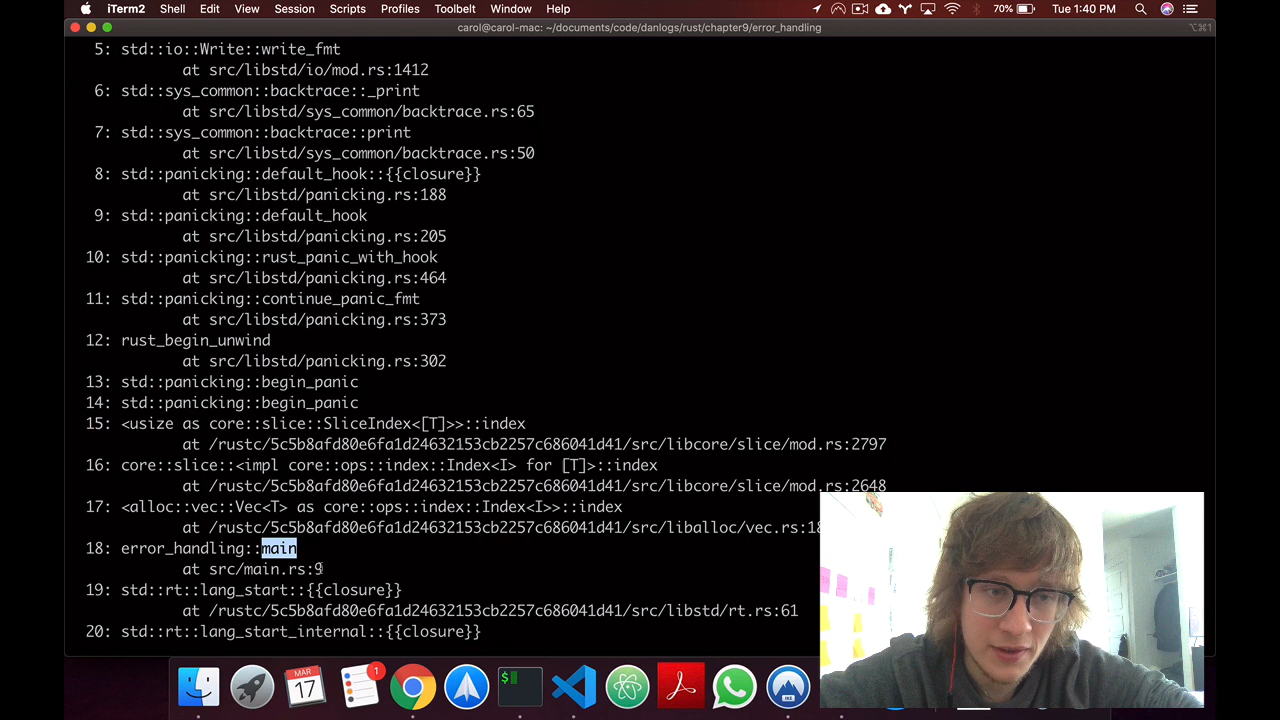 iTerm2 Shell Edit View Session Scripts Profiles Toolbelt Window Help 70% Tue 1:40 PM
carol@carol-mac: ~/documents/code/danlogs/rust/chapter9/error_handling ⌥⌘1
5: std::io::Write::write_fmt
at src/libstd/io/mod.rs:1412
6: std::sys_common::backtrace::_print
at src/libstd/sys_common/backtrace.rs:65
7: std::sys_common::backtrace::print
at src/libstd/sys_common/backtrace.rs:50
8: std::panicking::default_hook::{{closure}}
at src/libstd/panicking.rs:188
9: std::panicking::default_hook
at src/libstd/panicking.rs:205
10: std::panicking::rust_panic_with_hook
at src/libstd/panicking.rs:464
11: std::panicking::continue_panic_fmt
at src/libstd/panicking.rs:373
12: rust_begin_unwind
at src/libstd/panicking.rs:302
13: std::panicking::begin_panic
14: std::panicking::begin_panic
15: <usize as core::slice::SliceIndex<[T]>>::index
at /rustc/5c5b8afd80e6fa1d24632153cb2257c686041d41/src/libcore/slice/mod.rs:2797
16: core::slice::<impl core::ops::index::Index<I> for [T]>::index
at /rustc/5c5b8afd80e6fa1d24632153cb2257c686041d41/src/libcore/slice/mod.rs:2648
17: <alloc::vec::Vec<T> as core::ops::index::Index<I>>::index
at /rustc/5c5b8afd80e6fa1d24632153cb2257c686041d41/src/liballoc/vec.rs:18
18: error_handling::main
at src/main.rs:9
19: std::rt::lang_start::{{closure}}
at /rustc/5c5b8afd80e6fa1d24632153cb2257c686041d41/src/libstd/rt.rs:61
20: std::rt::lang_start_internal::{{closure}}
MAR
17
1
$
IKE